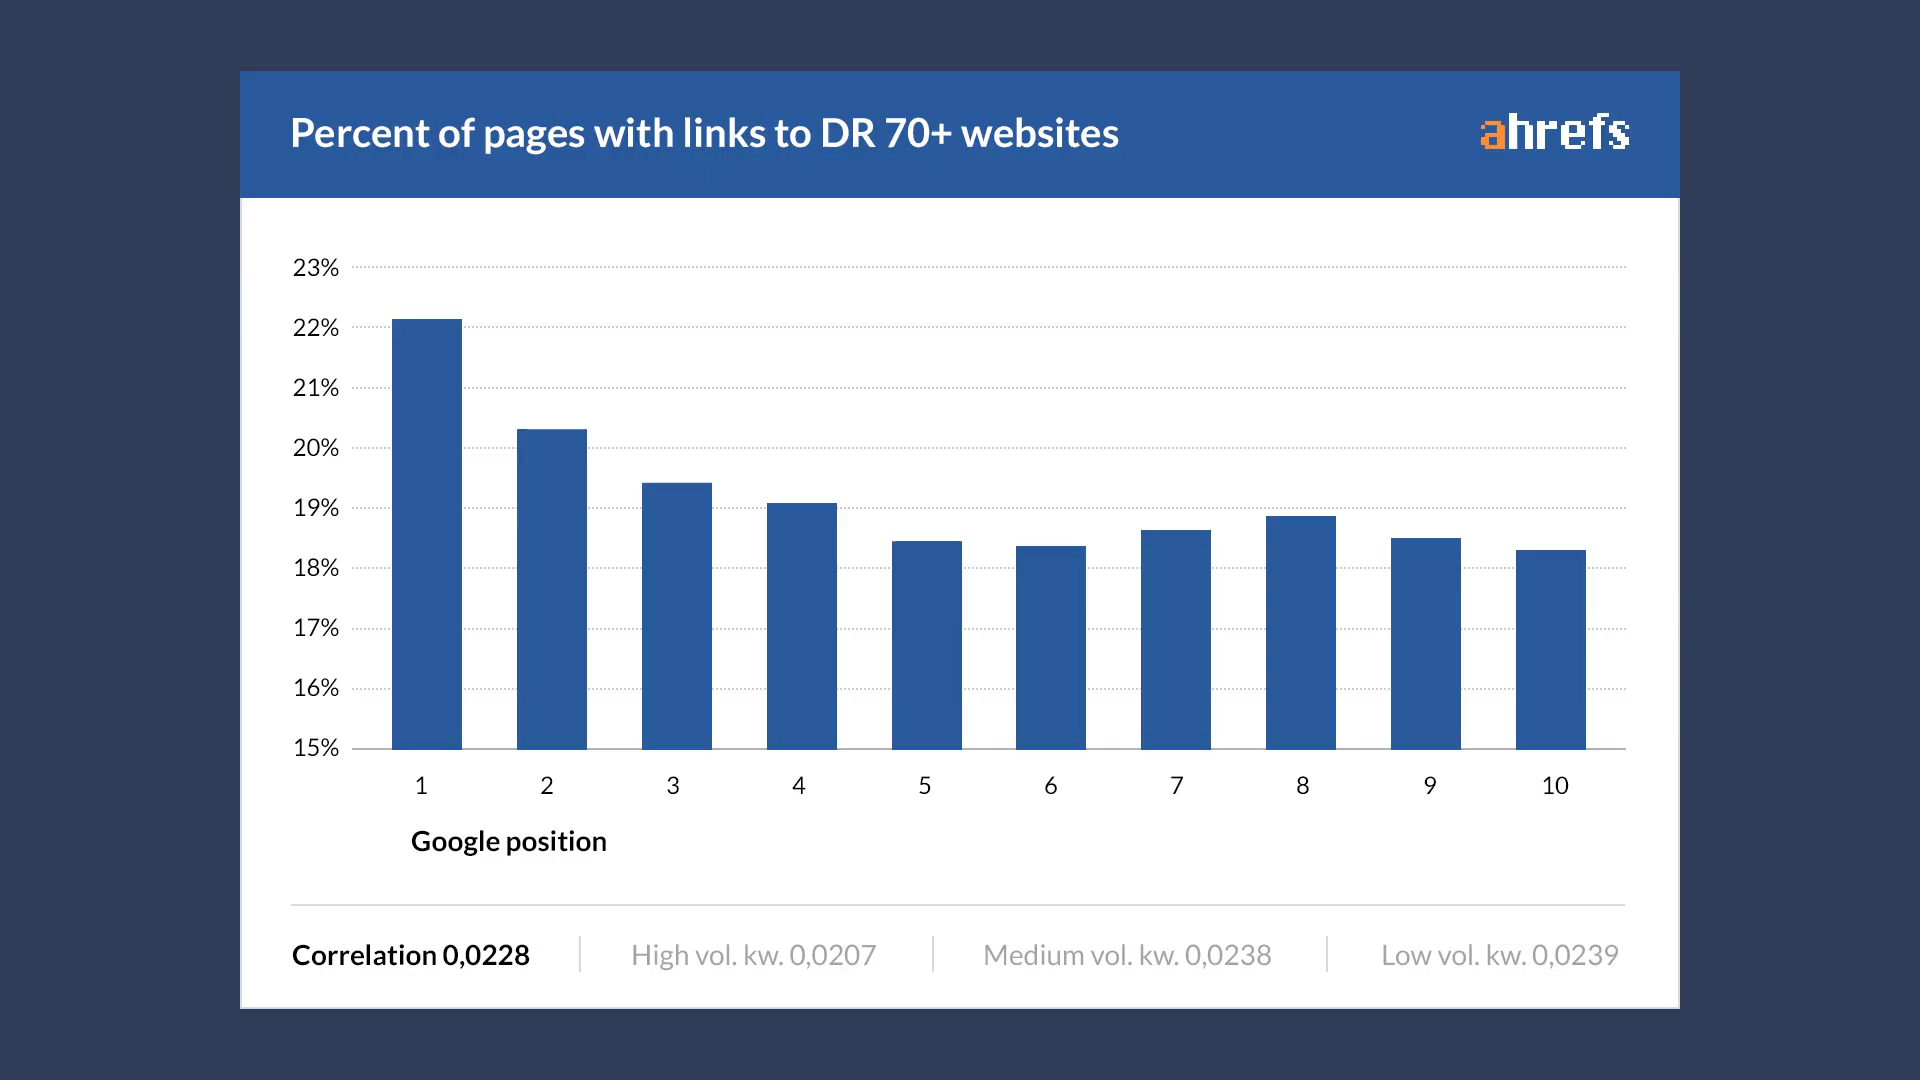 Percent of pages with links to DR 70+ websites
ahrefs
23%
22%
21%
20%
19%
18%
17%
16%
15%
1 2 3 4 5 6 7 8 9 10
Google position
Correlation 0,0228 High vol. kw. 0,0207 Medium vol. kw. 0,0238 Low vol. kw. 0,0239